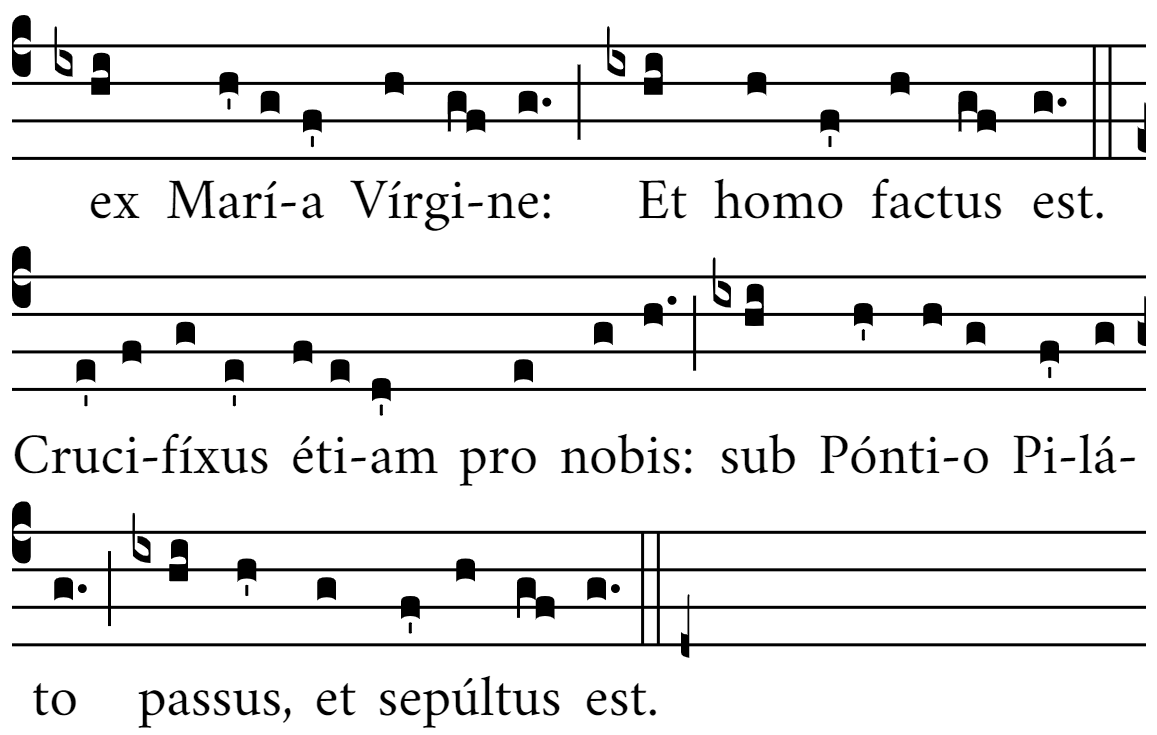 ex Marí-a Vírgi-ne: Et homo factus est.
Cruci-fíxus éti-am pro nobis: sub Pónti-o Pi-lá-
to passus, et sepúltus est.